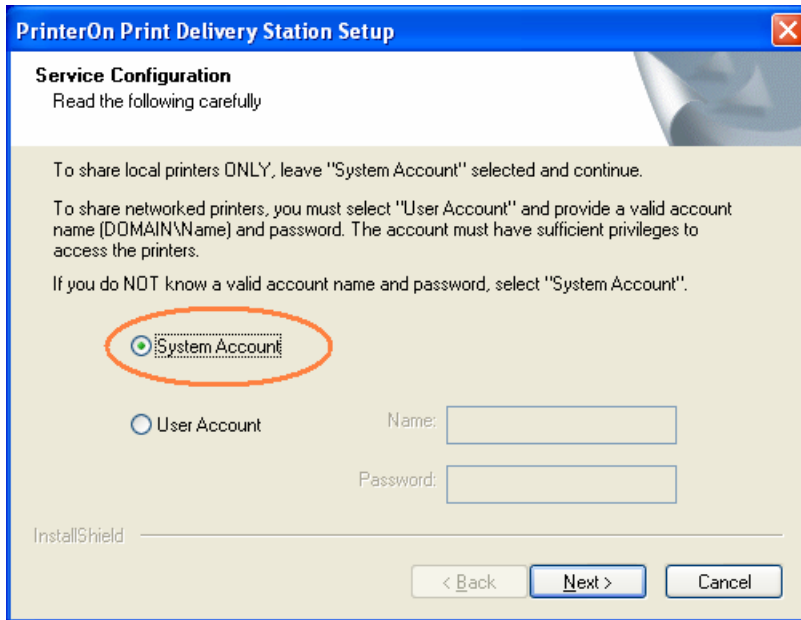 PrinterOn Print Delivery Station Setup
Service Configuration
Read the following carefully
To share local printers ONLY, leave "System Account" selected and continue.
To share networked printers, you must select "User Account" and provide a valid account
name (DOMAIN\Name) and password. The account must have sufficient privileges to
access the printers.
If you do NOT know a valid account name and password, select "System Account".
System Account
User Account
Name:
Password:
InstallShield
< Back
Next >
Cancel